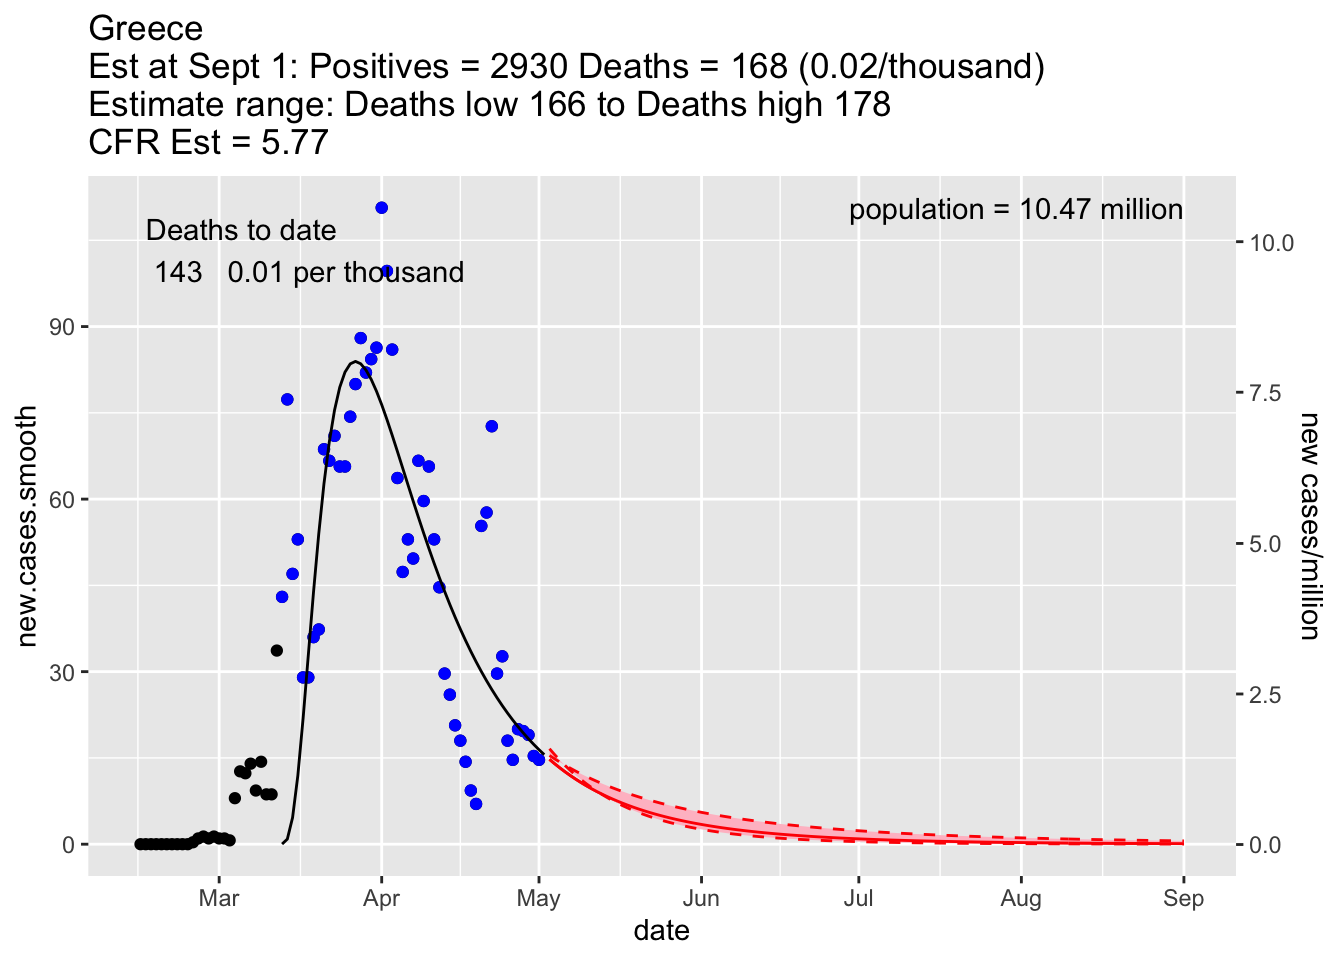 Greece
Est at Sept 1: Positives = 2930 Deaths = 168 (0.02/thousand)
Estimate range: Deaths low 166 to Deaths high 178
CFR Est = 5.77
population = 10.47 million
Deaths to date
143 0.01 per thousand
90
60
30
0
new.cases.smooth
10.0
7.5
5.0
2.5
0.0
new cases/million
Mar Apr May Jun Jul Aug Sep
date